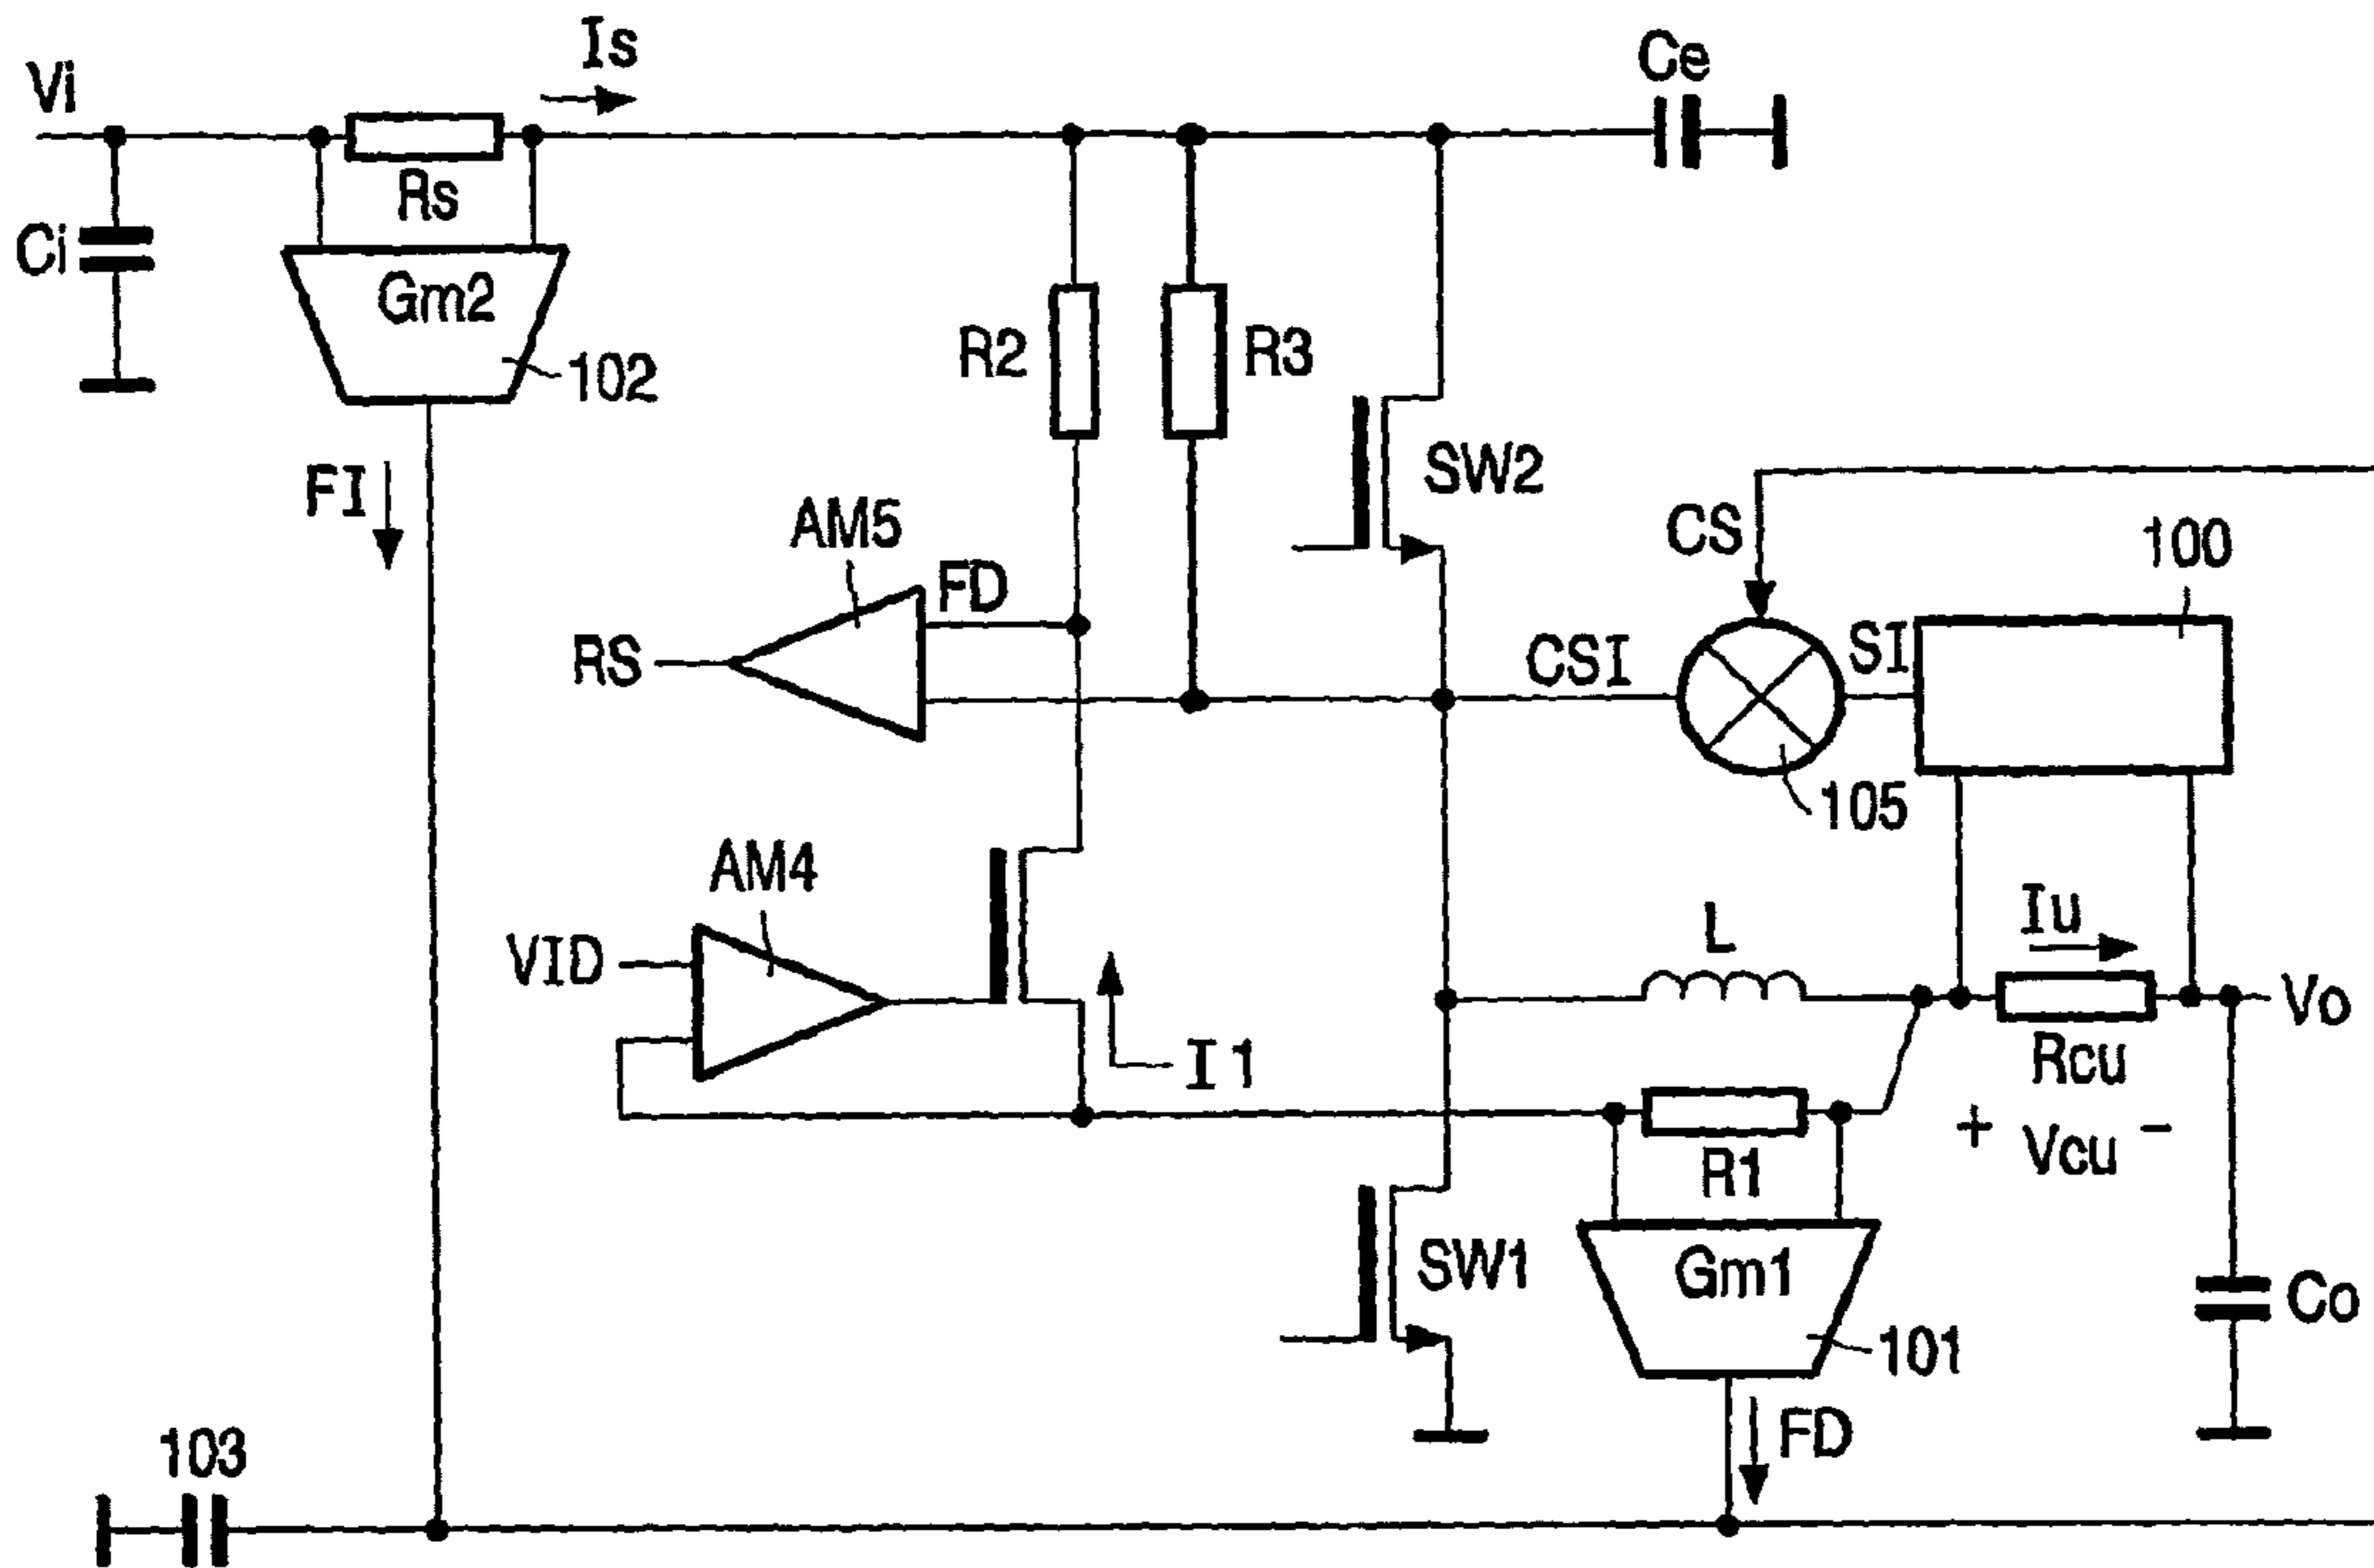 Is
Ce
Vi
Rs
Ci
Gm2
102
R2
R3
SW2
FI
AM5
FD
CS
100
RS
CSI
SI
105
AM4
VID
L
Iu
Vo
I1
Rcu
+ Vcu -
R1
SW1
Gm1
Co
101
FD
103